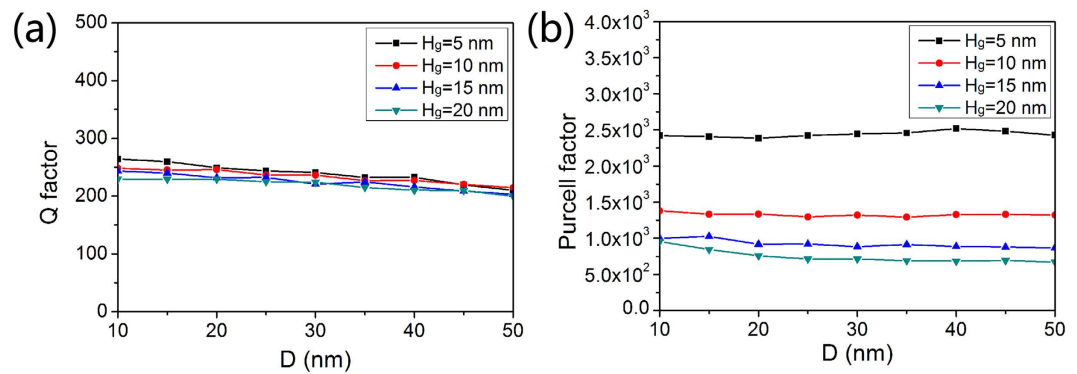 (a)
500
400
300
200
100
0
Q factor
10 20 30 40 50
D (nm)
Hg=5 nm
Hg=10 nm
Hg=15 nm
Hg=20 nm
(b)
4.0x10³
3.5x10³
3.0x10³
2.5x10³
2.0x10³
1.5x10³
1.0x10³
5.0x10²
0.0
Purcell factor
10 20 30 40 50
D (nm)
Hg=5 nm
Hg=10 nm
Hg=15 nm
Hg=20 nm